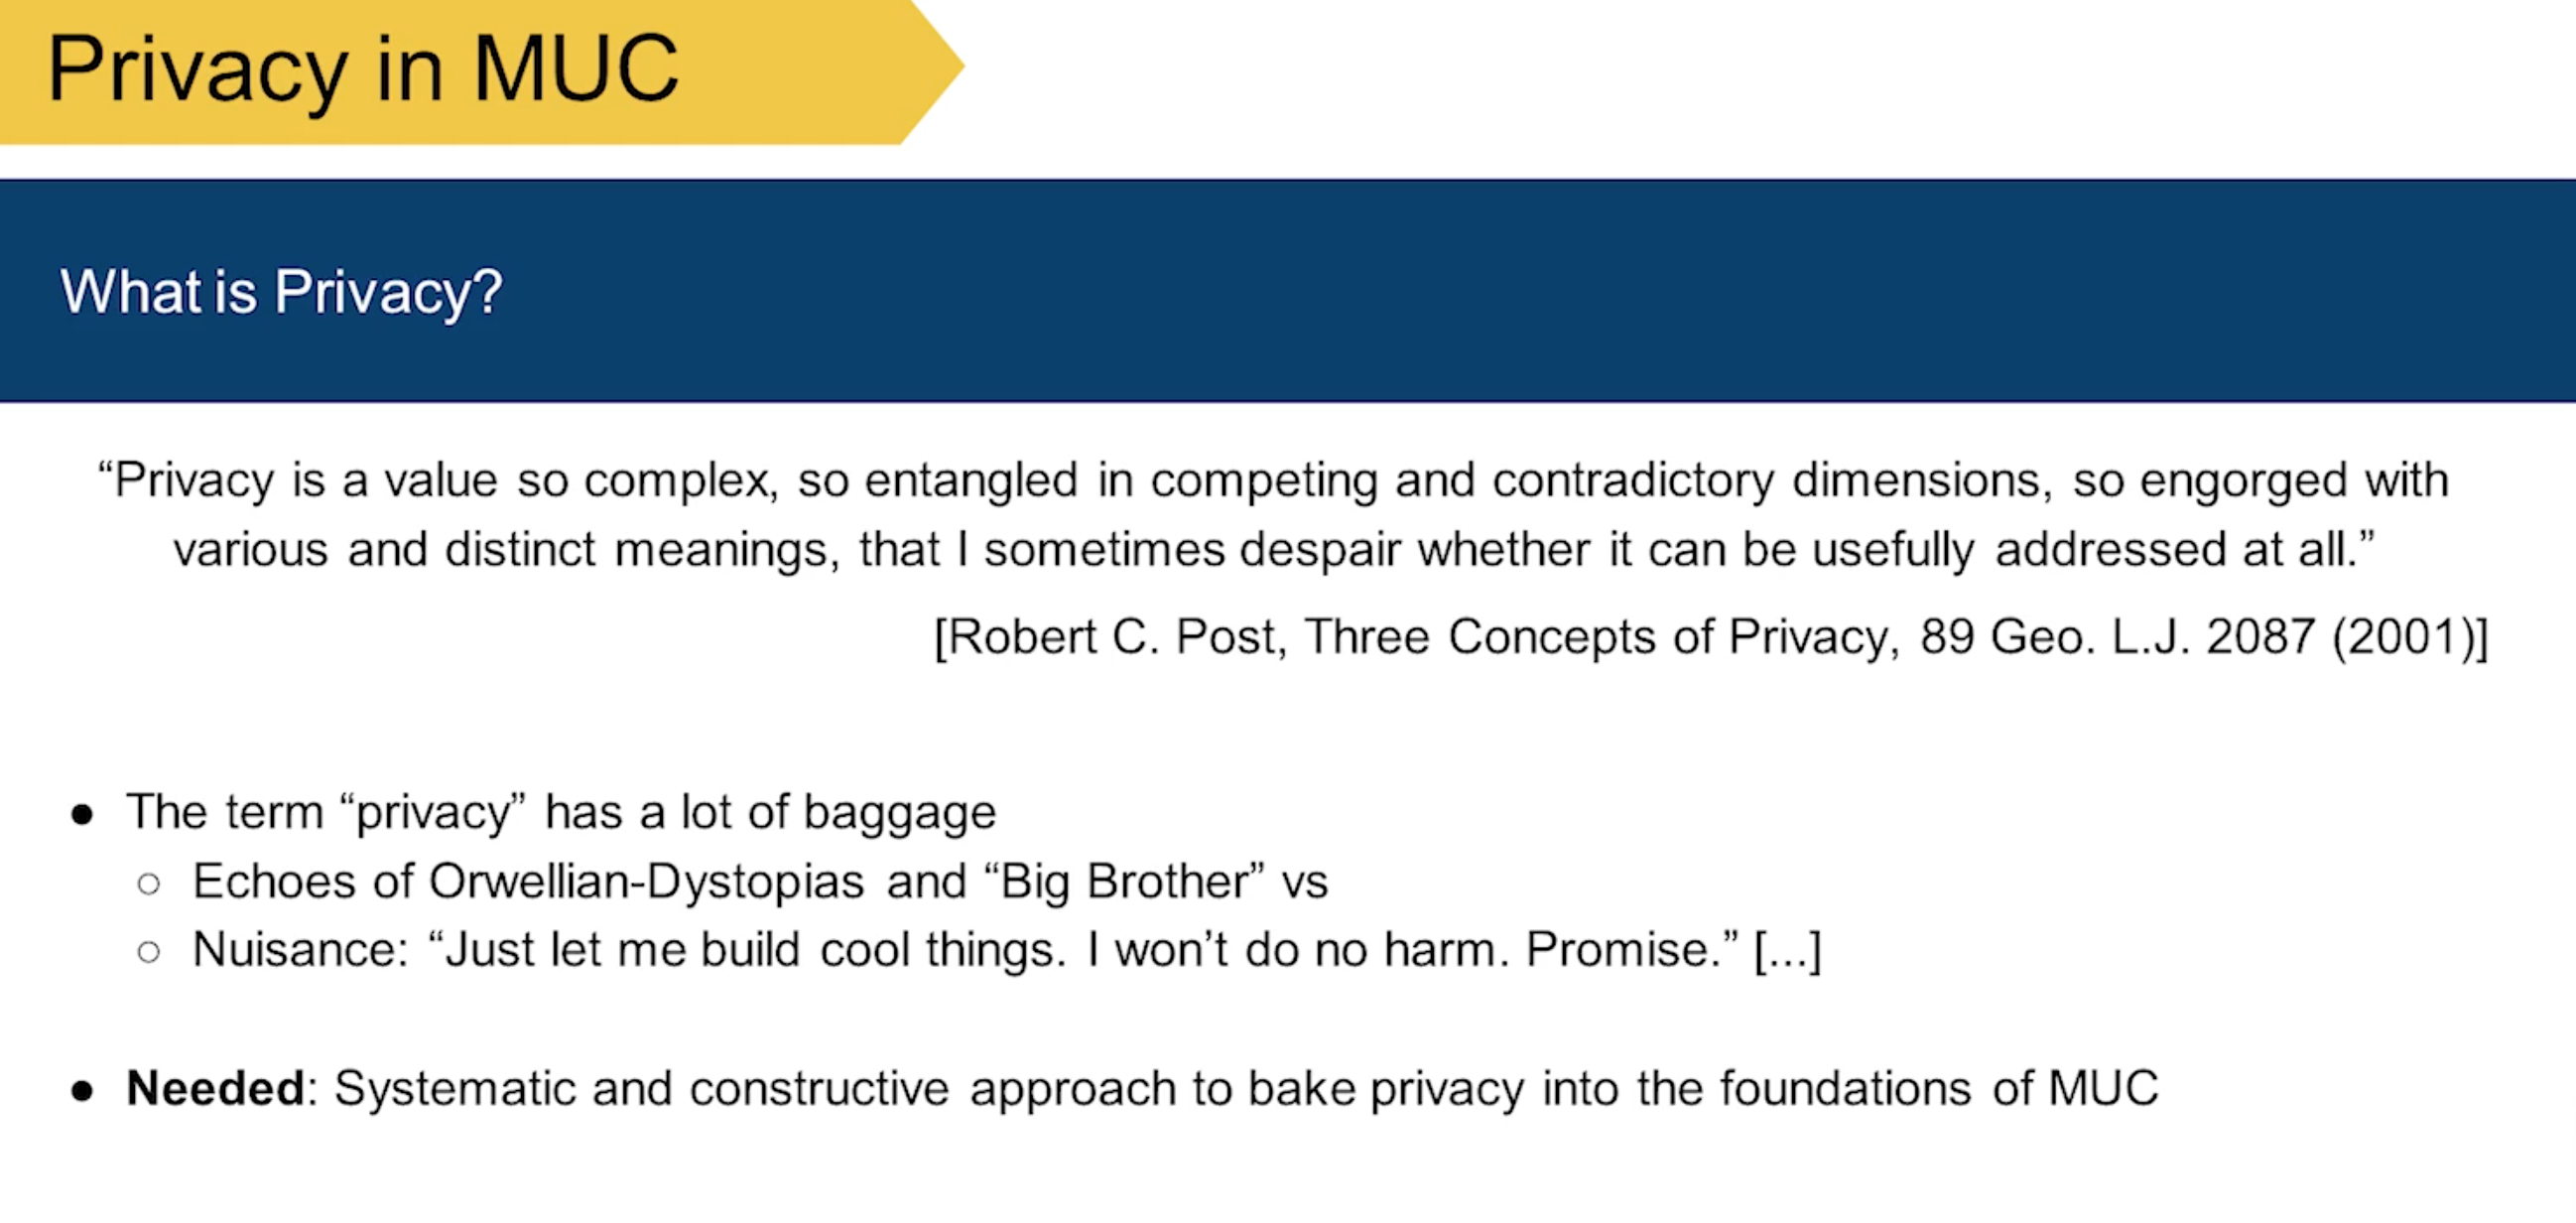 Privacy in MUC
What is Privacy?
“Privacy is a value so complex, so entangled in competing and contradictory dimensions, so engorged with
various and distinct meanings, that I sometimes despair whether it can be usefully addressed at all.”
[Robert C. Post, Three Concepts of Privacy, 89 Geo. L.J. 2087 (2001)]
● The term “privacy” has a lot of baggage
○ Echoes of Orwellian-Dystopias and “Big Brother” vs
○ Nuisance: “Just let me build cool things. I won’t do no harm. Promise.” [...]
● Needed: Systematic and constructive approach to bake privacy into the foundations of MUC